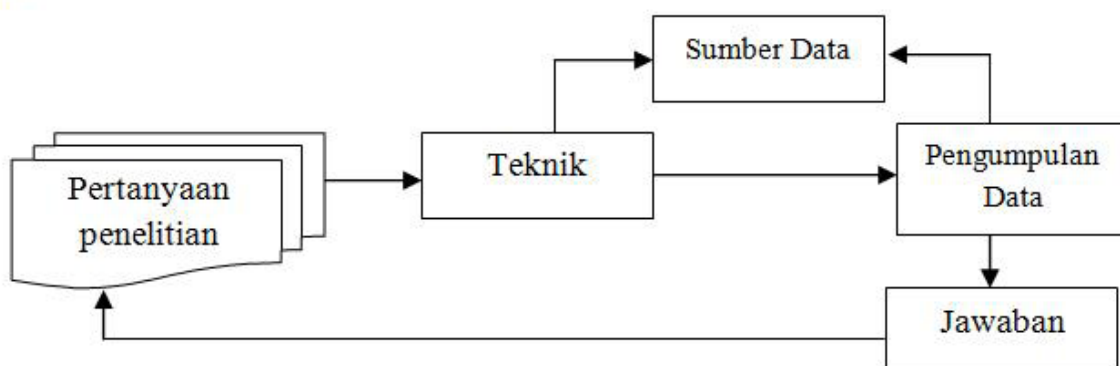 Sumber Data
Teknik
Pengumpulan
Data
Pertanyaan
penelitian
Jawaban